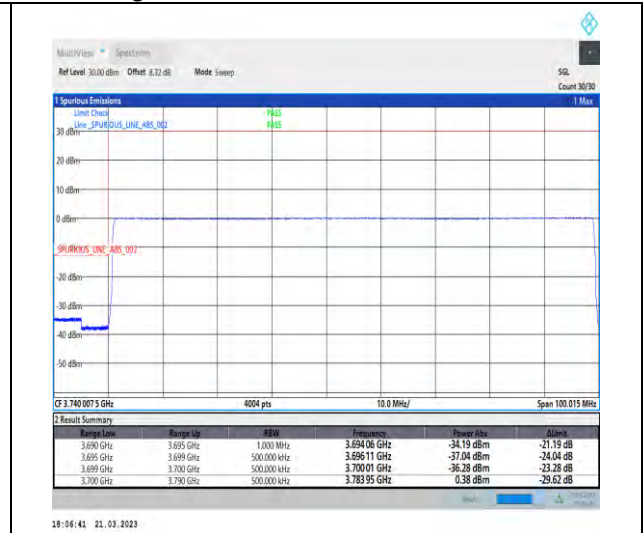 MultiView Spectrum
Ref Level 30.00 dBm Offset 8.32 dB Mode Sweep SGL
Count 30/30
1 Spurious Emissions 1 Max
Limit Check PASS
Line _SPURIOUS_LINE_ABS_002 PASS
30 dBm
20 dBm
10 dBm
0 dBm
_SPURIOUS_LINE_ABS_002
-20 dBm
-30 dBm
-40 dBm
-50 dBm
CF 3.740 007 5 GHz 4004 pts 10.0 MHz/ Span 100.015 MHz
2 Result Summary
Range Low Range Up RBW Frequency Power Abs ΔLimit
3.690 GHz 3.695 GHz 1.000 MHz 3.694 06 GHz -34.19 dBm -21.19 dB
3.695 GHz 3.699 GHz 500.000 kHz 3.696 11 GHz -37.04 dBm -24.04 dB
3.699 GHz 3.700 GHz 500.000 kHz 3.700 01 GHz -36.28 dBm -23.28 dB
3.700 GHz 3.790 GHz 500.000 kHz 3.783 95 GHz 0.38 dBm -29.62 dB
18:06:41 21.03.2023